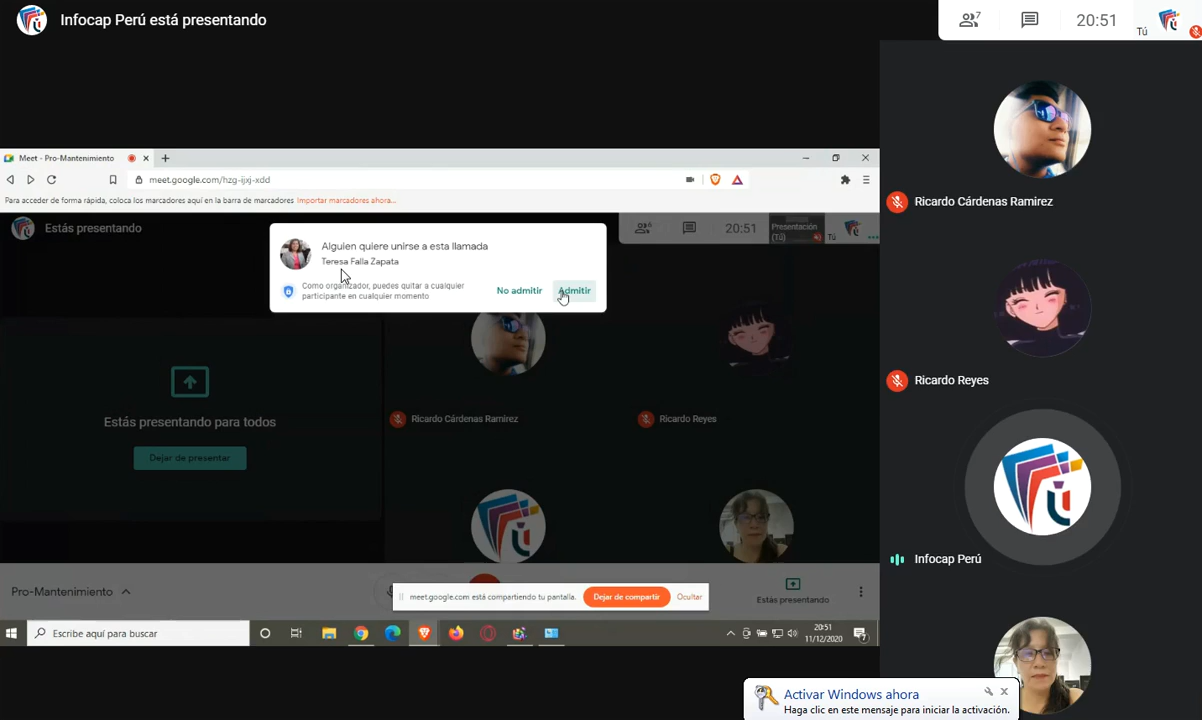 Infocap Perú está presentando
7
20:51
Tú
Meet - Pro-Mantenimiento
meet.google.com/hzg-ijxj-xdd
Para acceder de forma rápida, coloca los marcadores aquí en la barra de marcadores Importar marcadores ahora...
Estás presentando
6
20:51
Presentación
(Tú)
Tú
Alguien quiere unirse a esta llamada
Teresa Falla Zapata
Como organizador, puedes quitar a cualquier
participante en cualquier momento
No admitir
Admitir
Estás presentando para todos
Dejar de presentar
Ricardo Cárdenas Ramirez
Ricardo Reyes
Pro-Mantenimiento
meet.google.com está compartiendo tu pantalla.
Dejar de compartir
Ocultar
Estás presentando
Escribe aquí para buscar
20:51
11/12/2020
Ricardo Cárdenas Ramirez
Ricardo Reyes
Infocap Perú
Activar Windows ahora
Haga clic en este mensaje para iniciar la activación.